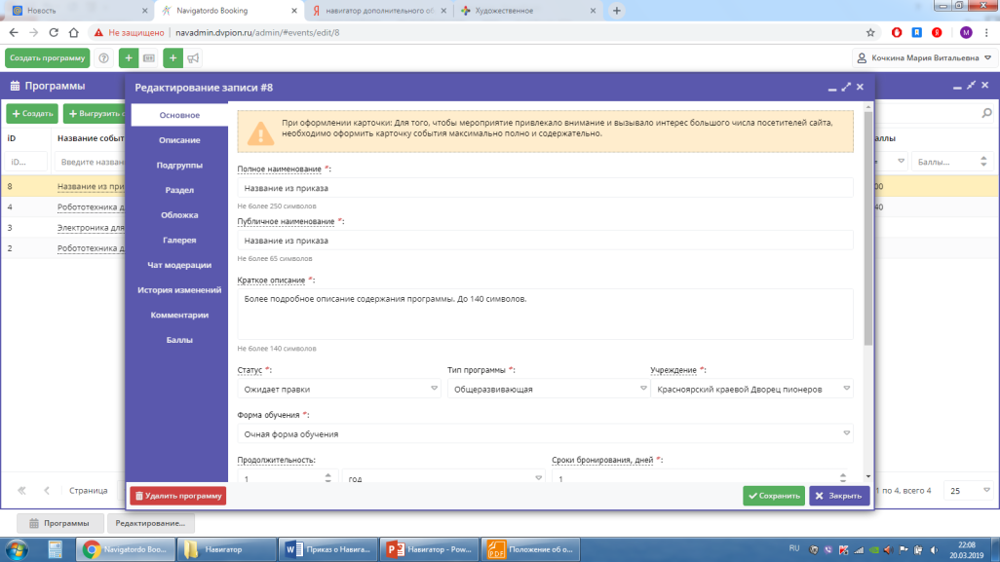 Новость
Navigatordo Booking
навигатор дополнительного об
Художественное
Не защищено
navadmin.dvpion.ru/admin/#events/edit/8
М
Создать программу
Кочкина Мария Витальевна
Программы
Редактирование записи #8
+ Создать
+ Выгрузить
iD
Название событ
аллы
iD...
Введите назван
Баллы...
8
Название из при
00
4
Робототехника д
40
3
Электроника для
2
Робототехника д
Основное
Описание
Подгруппы
Раздел
Обложка
Галерея
Чат модерации
История изменений
Комментарии
Баллы
При оформлении карточки: Для того, чтобы мероприятие привлекало внимание и вызывало интерес большого числа посетителей сайта,
необходимо оформить карточку события максимально полно и содержательно.
Полное наименование *:
Название из приказа
Не более 250 символов
Публичное наименование *:
Название из приказа
Не более 65 символов
Краткое описание *:
Более подробное описание содержания программы. До 140 символов.
Не более 140 символов
Статус *:
Тип программы *:
Учреждение *:
Ожидает правки
Общеразвивающая
Красноярский краевой Дворец пионеров
Форма обучения *:
Очная форма обучения
Продолжительность:
Сроки бронирования, дней *:
1
год
1
Страница
1 по 4, всего 4
25
Удалить программу
Сохранить
Закрыть
Программы
Редактирование...
Navigatordo Boo...
Навигатор
Приказ о Навига...
Навигатор - Pow...
Положение об о...
RU
22:08
20.03.2019